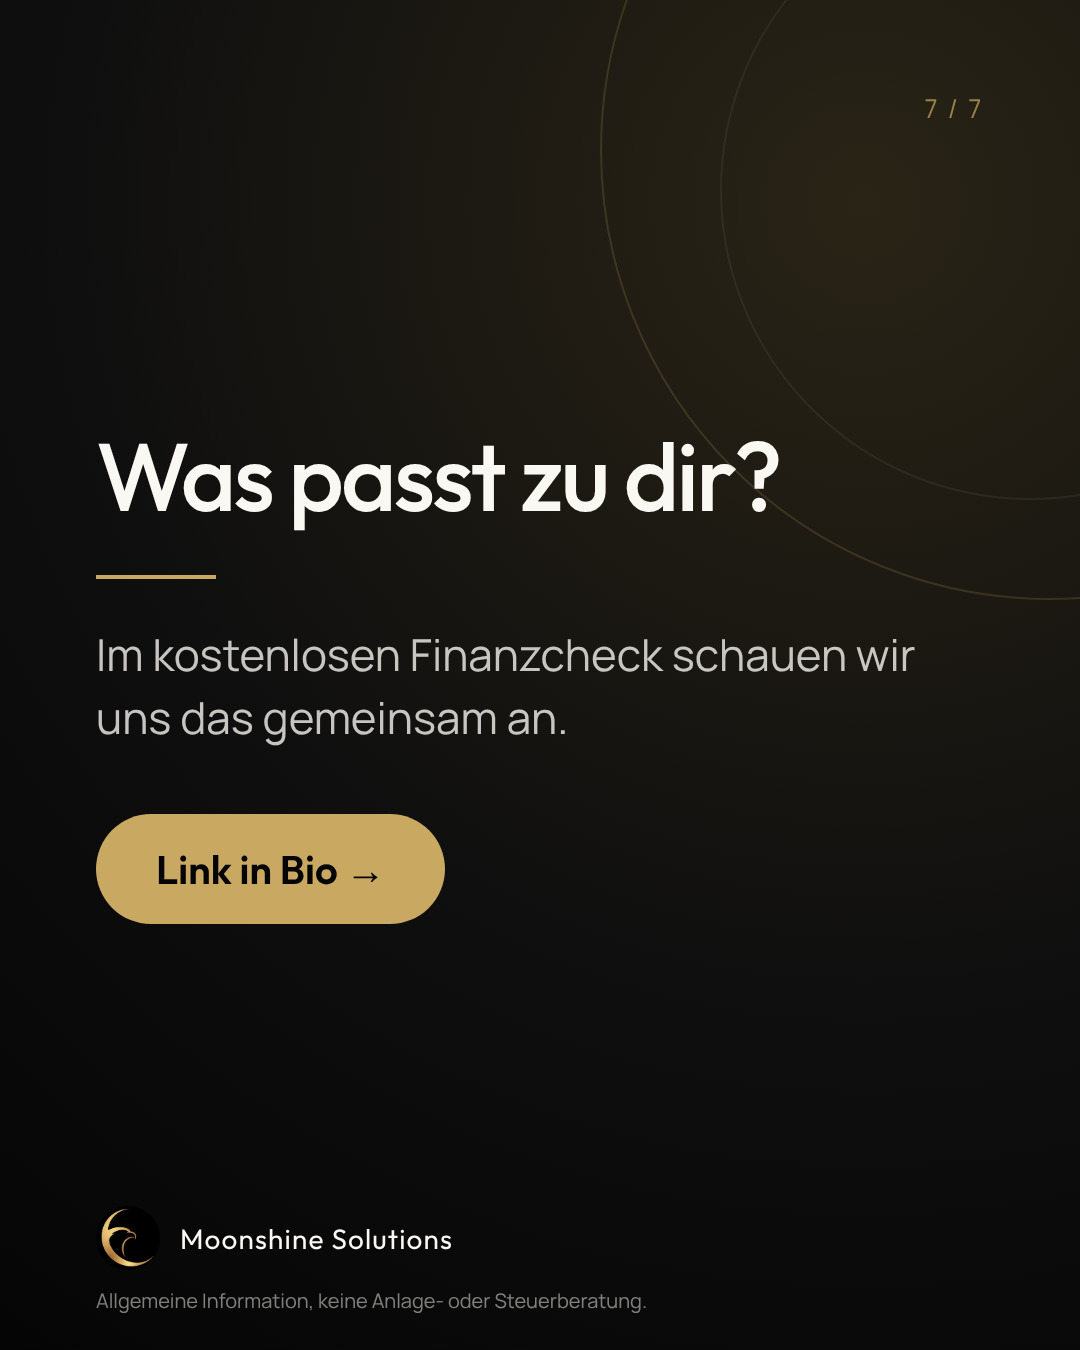 7 / 7
Was passt zu dir?
Im kostenlosen Finanzcheck schauen wir
uns das gemeinsam an.
Link in Bio →
Moonshine Solutions
Allgemeine Information, keine Anlage- oder Steuerberatung.